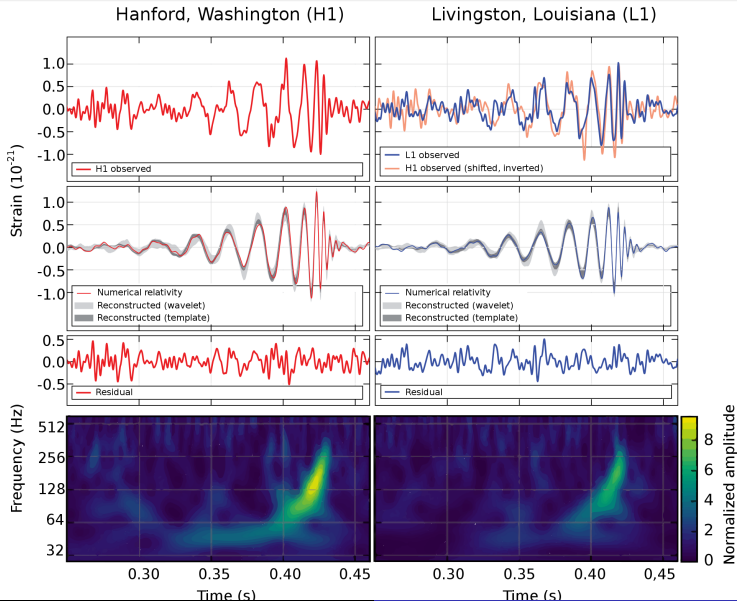 Hanford, Washington (H1)
Livingston, Louisiana (L1)
Strain (10⁻²¹)
1.0
0.5
0.0
-0.5
-1.0
H1 observed
L1 observed
H1 observed (shifted, inverted)
1.0
0.5
0.0
-0.5
-1.0
Numerical relativity
Reconstructed (wavelet)
Reconstructed (template)
Numerical relativity
Reconstructed (wavelet)
Reconstructed (template)
0.5
0.0
-0.5
Residual
Residual
Frequency (Hz)
512
256
128
64
32
Normalized amplitude
8
6
4
2
0
0.30 0.35 0.40 0.45
0.30 0.35 0.40 0.45
Time (s)
Time (s)